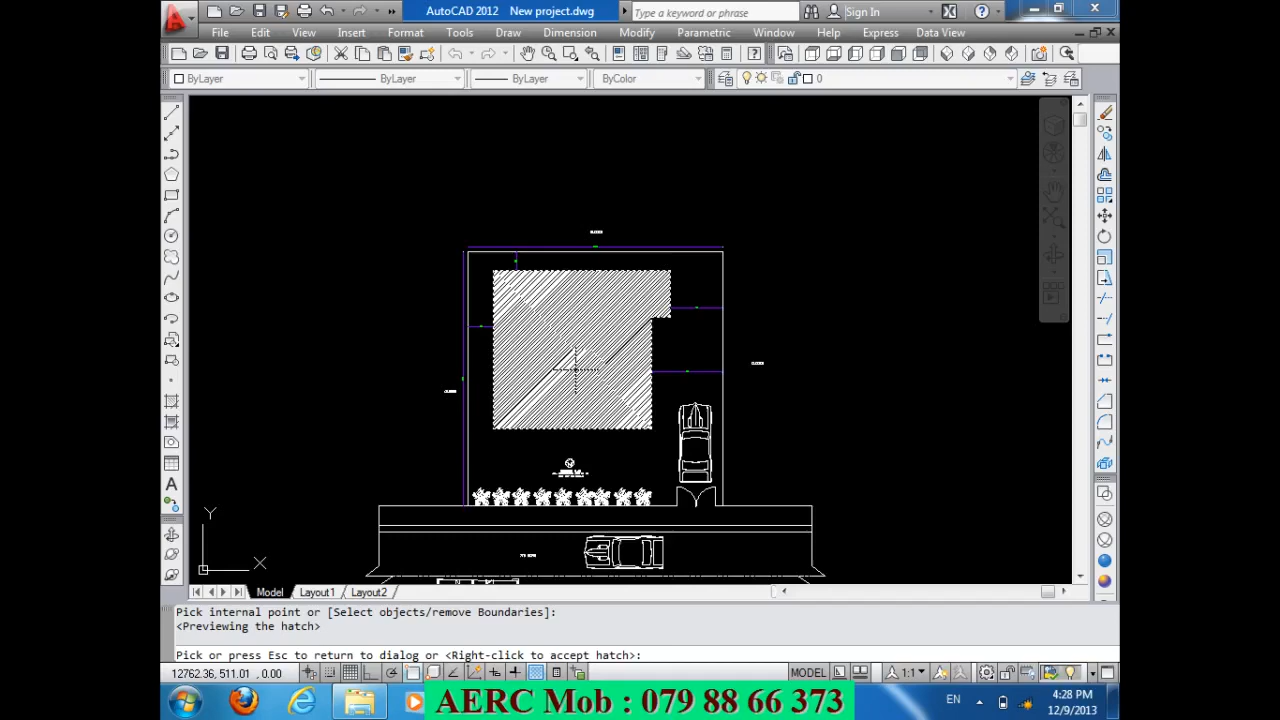 AutoCAD 2012 New project.dwg
Type a keyword or phrase
Sign In
File Edit View Insert Format Tools Draw Dimension Modify Parametric Window Help Express Data View
ByLayer ByLayer ByLayer ByColor 0
Y
X
Model Layout1 Layout2
Pick internal point or [Select objects/remove Boundaries]:
<Previewing the hatch>
Pick or press Esc to return to dialog or <Right-click to accept hatch>:
12762.36, 511.01 , 0.00
MODEL
1:1
EN
4:28 PM
12/9/2013
AERC Mob : 079 88 66 373